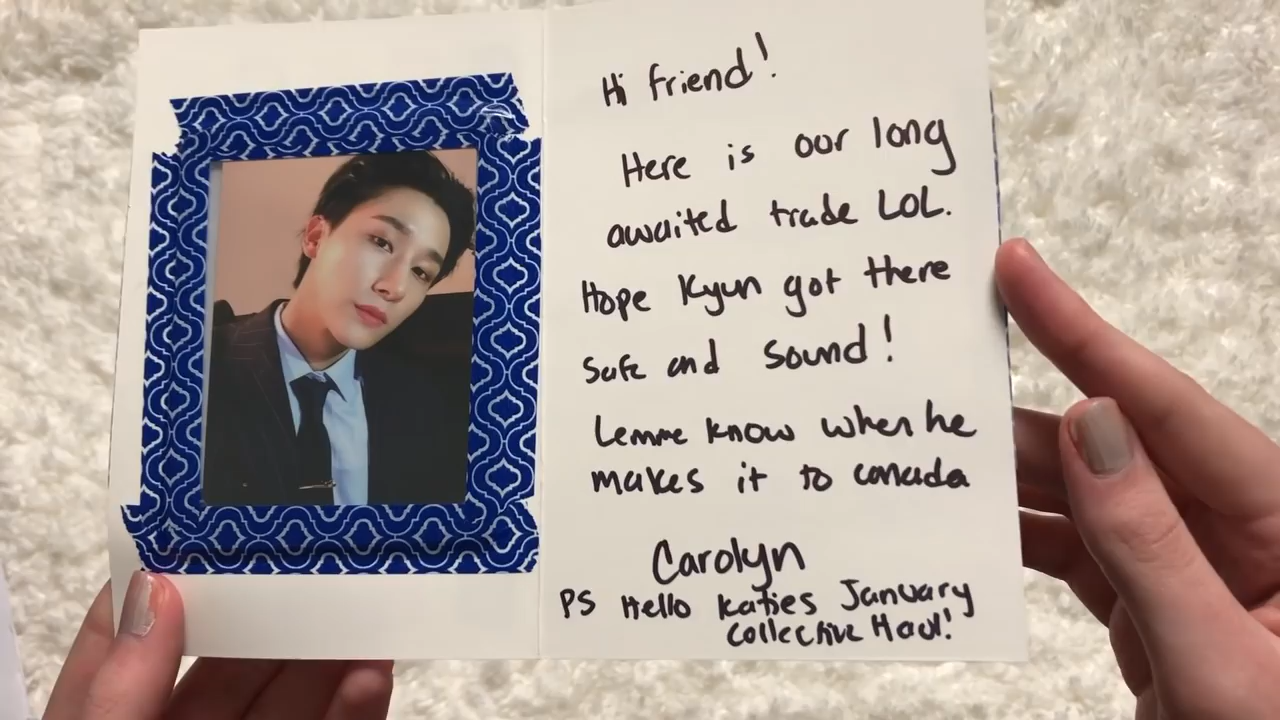 Hi friend!
Here is our long
awaited trade LOL.
Hope Kyun got there
safe and sound!
Lemme know when he
makes it to canada
Carolyn
PS Hello Katies January
Collective Haul!